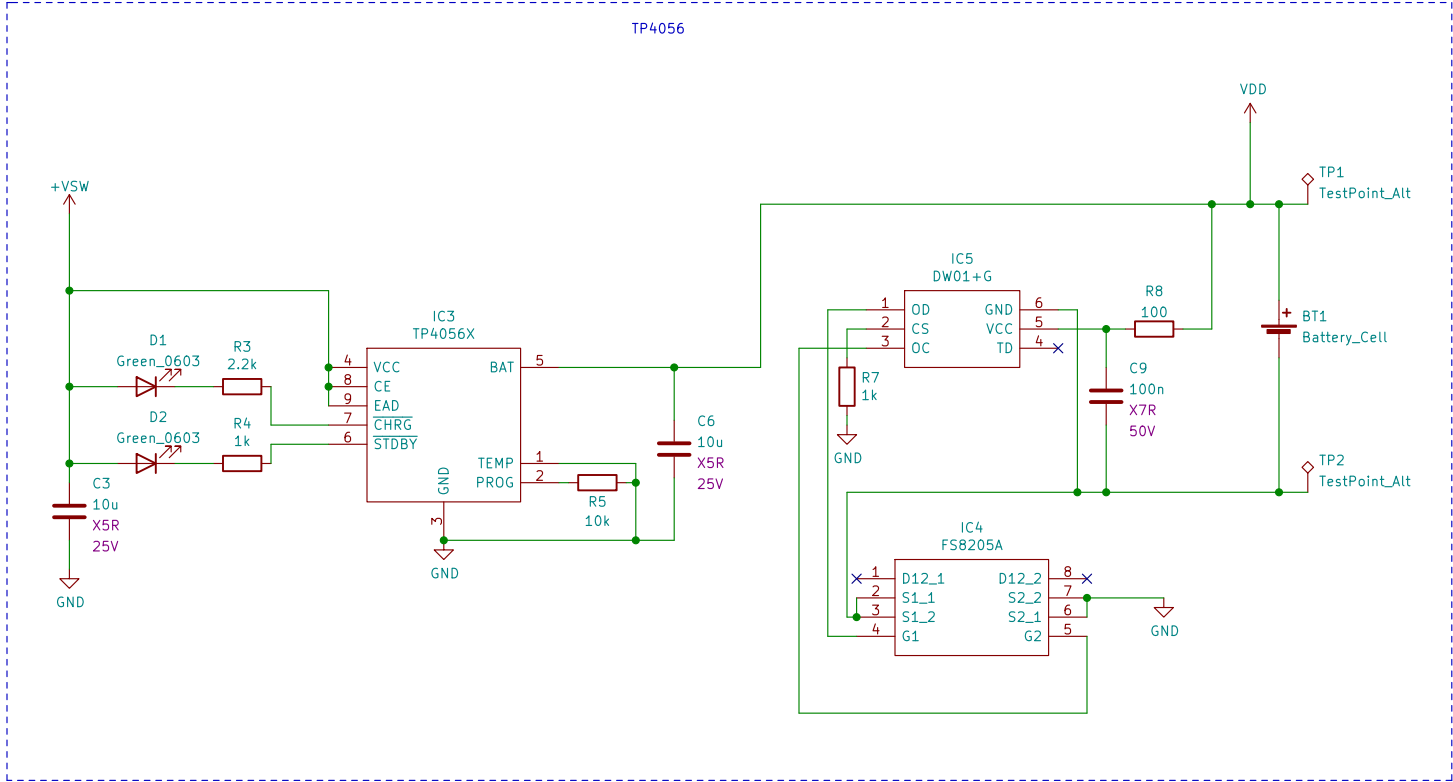 TP4056
VDD
TP1
TestPoint_Alt
+VSW
IC5
DW01+G
R8
100
1 OD
2 CS
3 OC
GND 6
VCC 5
TD 4
BT1
Battery_Cell
+
IC3
TP4056X
D1
Green_0603
R3
2.2k
4 VCC
8 CE
9 EAD
7 CHRG
6 STDBY
BAT 5
TEMP 1
PROG 2
GND
3
GND
D2
Green_0603
R4
1k
R7
1k
GND
C9
100n
X7R
50V
C6
10u
X5R
25V
R5
10k
C3
10u
X5R
25V
GND
TP2
TestPoint_Alt
IC4
FS8205A
1 D12_1
2 S1_1
3 S1_2
4 G1
D12_2 8
S2_2 7
S2_1 6
G2 5
GND